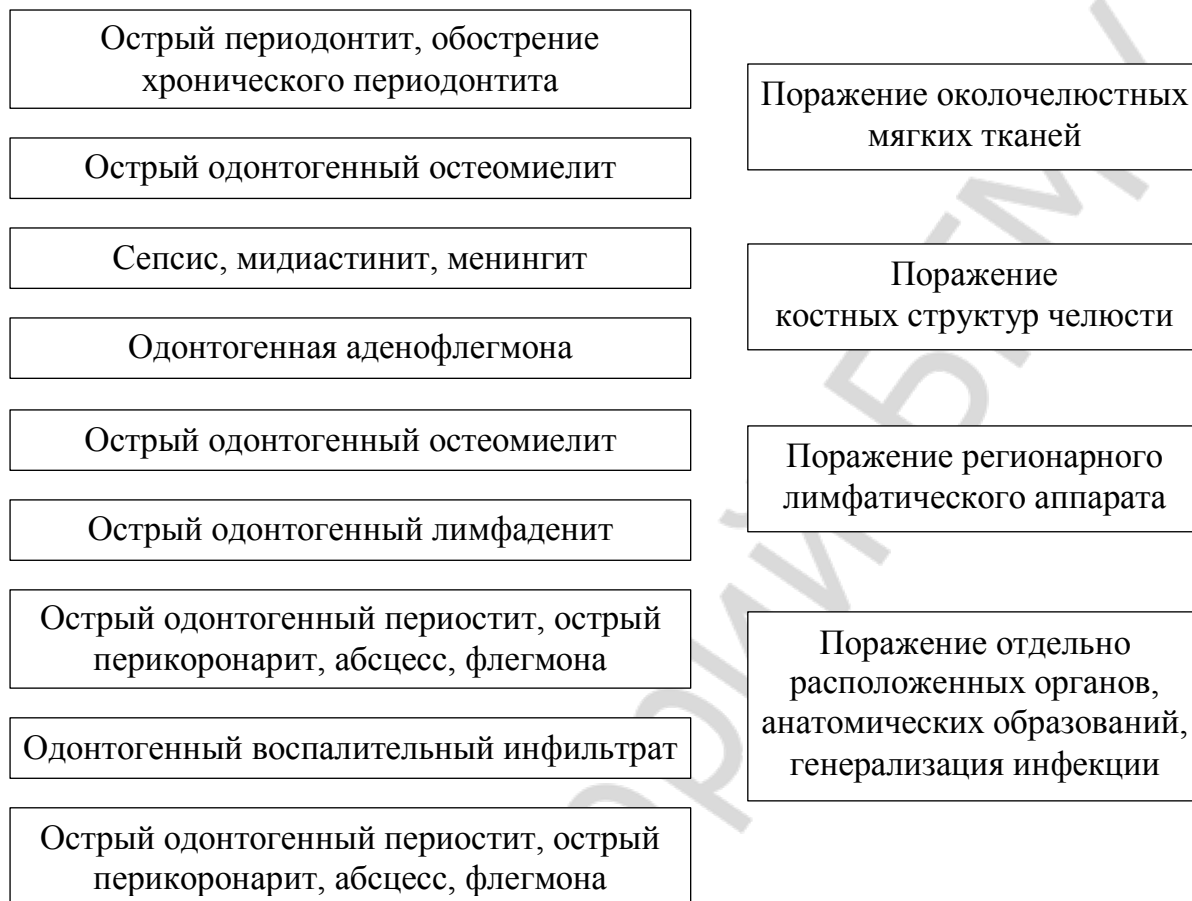 Острый периодонтит, обострение
хронического периодонтита
Острый одонтогенный остеомиелит
Сепсис, мидиастинит, менингит
Одонтогенная аденофлегмона
Острый одонтогенный остеомиелит
Острый одонтогенный лимфаденит
Острый одонтогенный периостит, острый
перикоронарит, абсцесс, флегмона
Одонтогенный воспалительный инфильтрат
Острый одонтогенный периостит, острый
перикоронарит, абсцесс, флегмона
Поражение околочелюстных
мягких тканей
Поражение
костных структур челюсти
Поражение регионарного
лимфатического аппарата
Поражение отдельно
расположенных органов,
анатомических образований,
генерализация инфекции